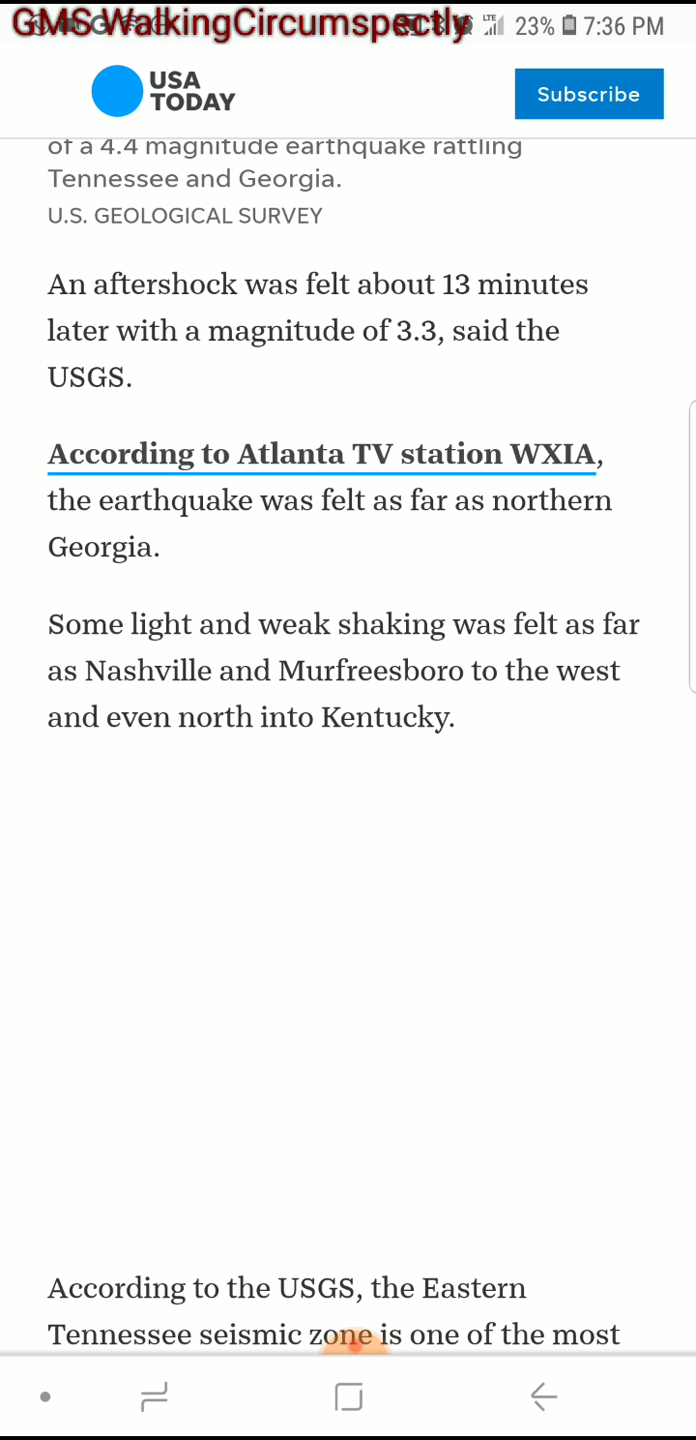 GMS WalkingCircumspectly
LTE 23% 7:36 PM
USA
TODAY
Subscribe
of a 4.4 magnitude earthquake rattling
Tennessee and Georgia.
U.S. GEOLOGICAL SURVEY
An aftershock was felt about 13 minutes
later with a magnitude of 3.3, said the
USGS.
According to Atlanta TV station WXIA,
the earthquake was felt as far as northern
Georgia.
Some light and weak shaking was felt as far
as Nashville and Murfreesboro to the west
and even north into Kentucky.
According to the USGS, the Eastern
Tennessee seismic zone is one of the most